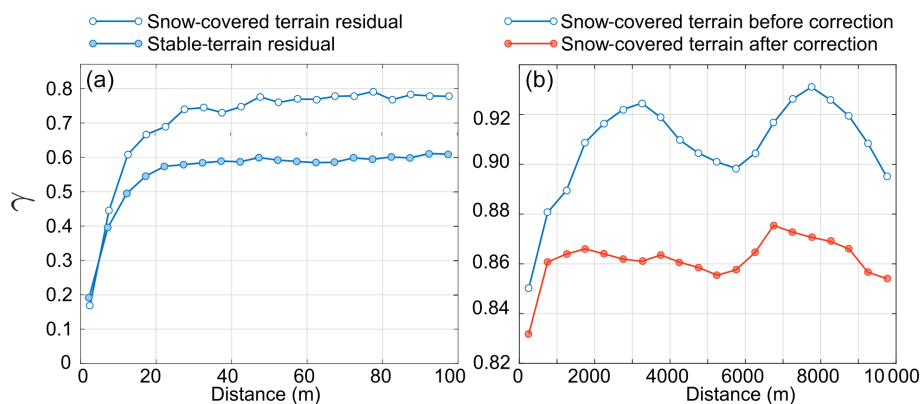 Snow-covered terrain residual
Stable-terrain residual
Snow-covered terrain before correction
Snow-covered terrain after correction
(a)
0.8
0.7
0.6
0.5
0.4
0.3
0.2
0.1
0
γ
0 20 40 60 80 100
Distance (m)
(b)
0.92
0.90
0.88
0.86
0.84
0.82
0 2000 4000 6000 8000 10 000
Distance (m)